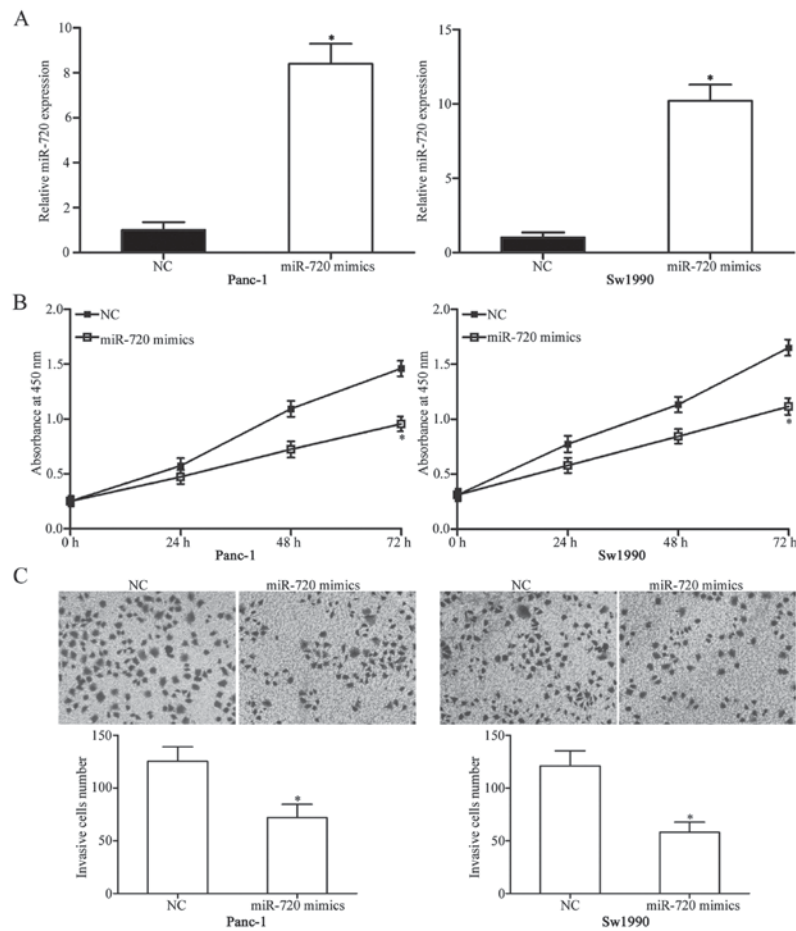 A
Relative miR-720 expression
10
8
6
4
2
0
*
NC
miR-720 mimics
Panc-1
Relative miR-720 expression
15
10
5
0
*
NC
miR-720 mimics
Sw1990
B
Absorbance at 450 nm
2.0
1.5
1.0
0.5
0.0
NC
miR-720 mimics
*
0 h
24 h
48 h
72 h
Panc-1
Absorbance at 450 nm
2.0
1.5
1.0
0.5
0.0
NC
miR-720 mimics
*
0 h
24 h
48 h
72 h
Sw1990
C
NC
miR-720 mimics
NC
miR-720 mimics
Invasive cells number
150
100
50
0
*
NC
miR-720 mimics
Panc-1
Invasive cells number
150
100
50
0
*
NC
miR-720 mimics
Sw1990